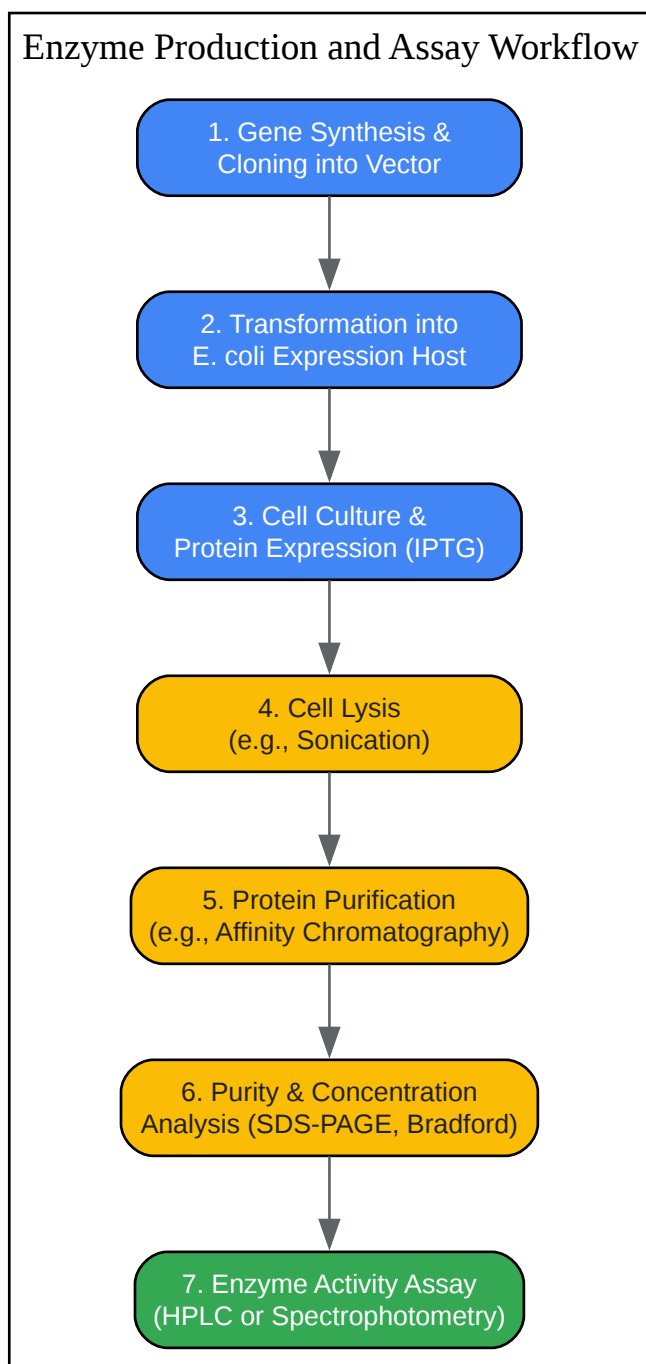 Enzyme Production and Assay Workflow
1. Gene Synthesis &
Cloning into Vector
2. Transformation into
E. coli Expression Host
3. Cell Culture &
Protein Expression (IPTG)
4. Cell Lysis
(e.g., Sonication)
5. Protein Purification
(e.g., Affinity Chromatography)
6. Purity & Concentration
Analysis (SDS-PAGE, Bradford)
7. Enzyme Activity Assay
(HPLC or Spectrophotometry)